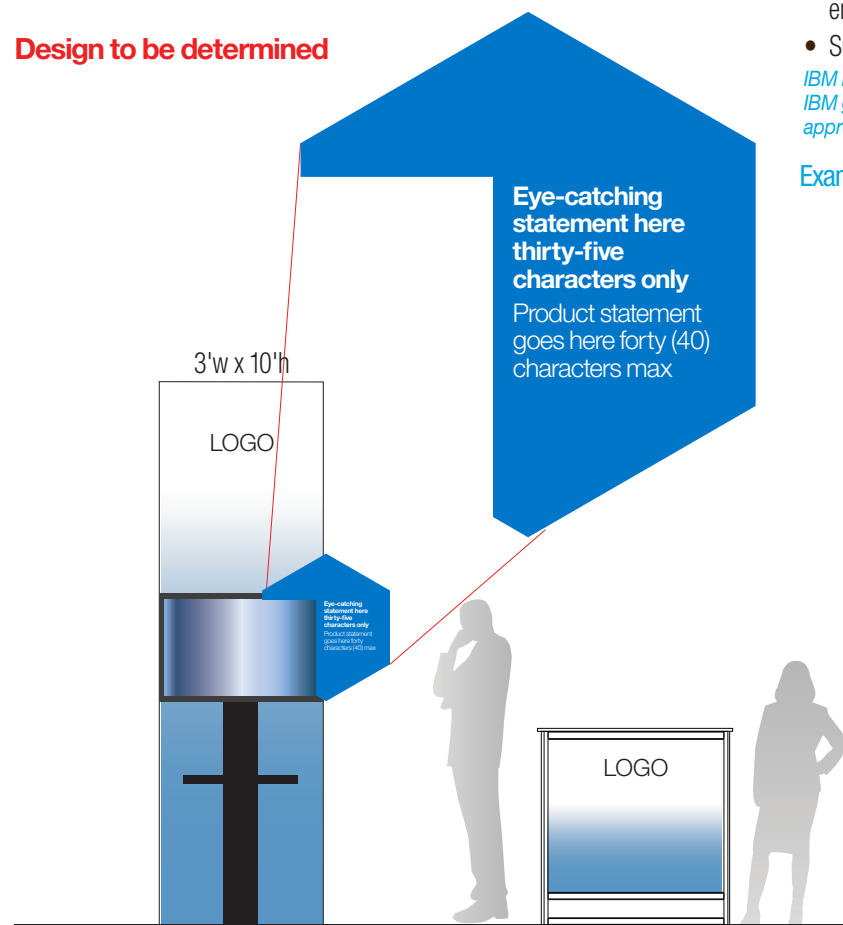 Design to be determined
Eye-catching
statement here
thirty-five
characters only
Product statement
goes here forty (40)
characters max
3'w x 10'h
LOGO
Eye-catching
statement here
thirty-five
characters only
Product statement
goes here forty
characters (40) max
LOGO
IBM
IBM